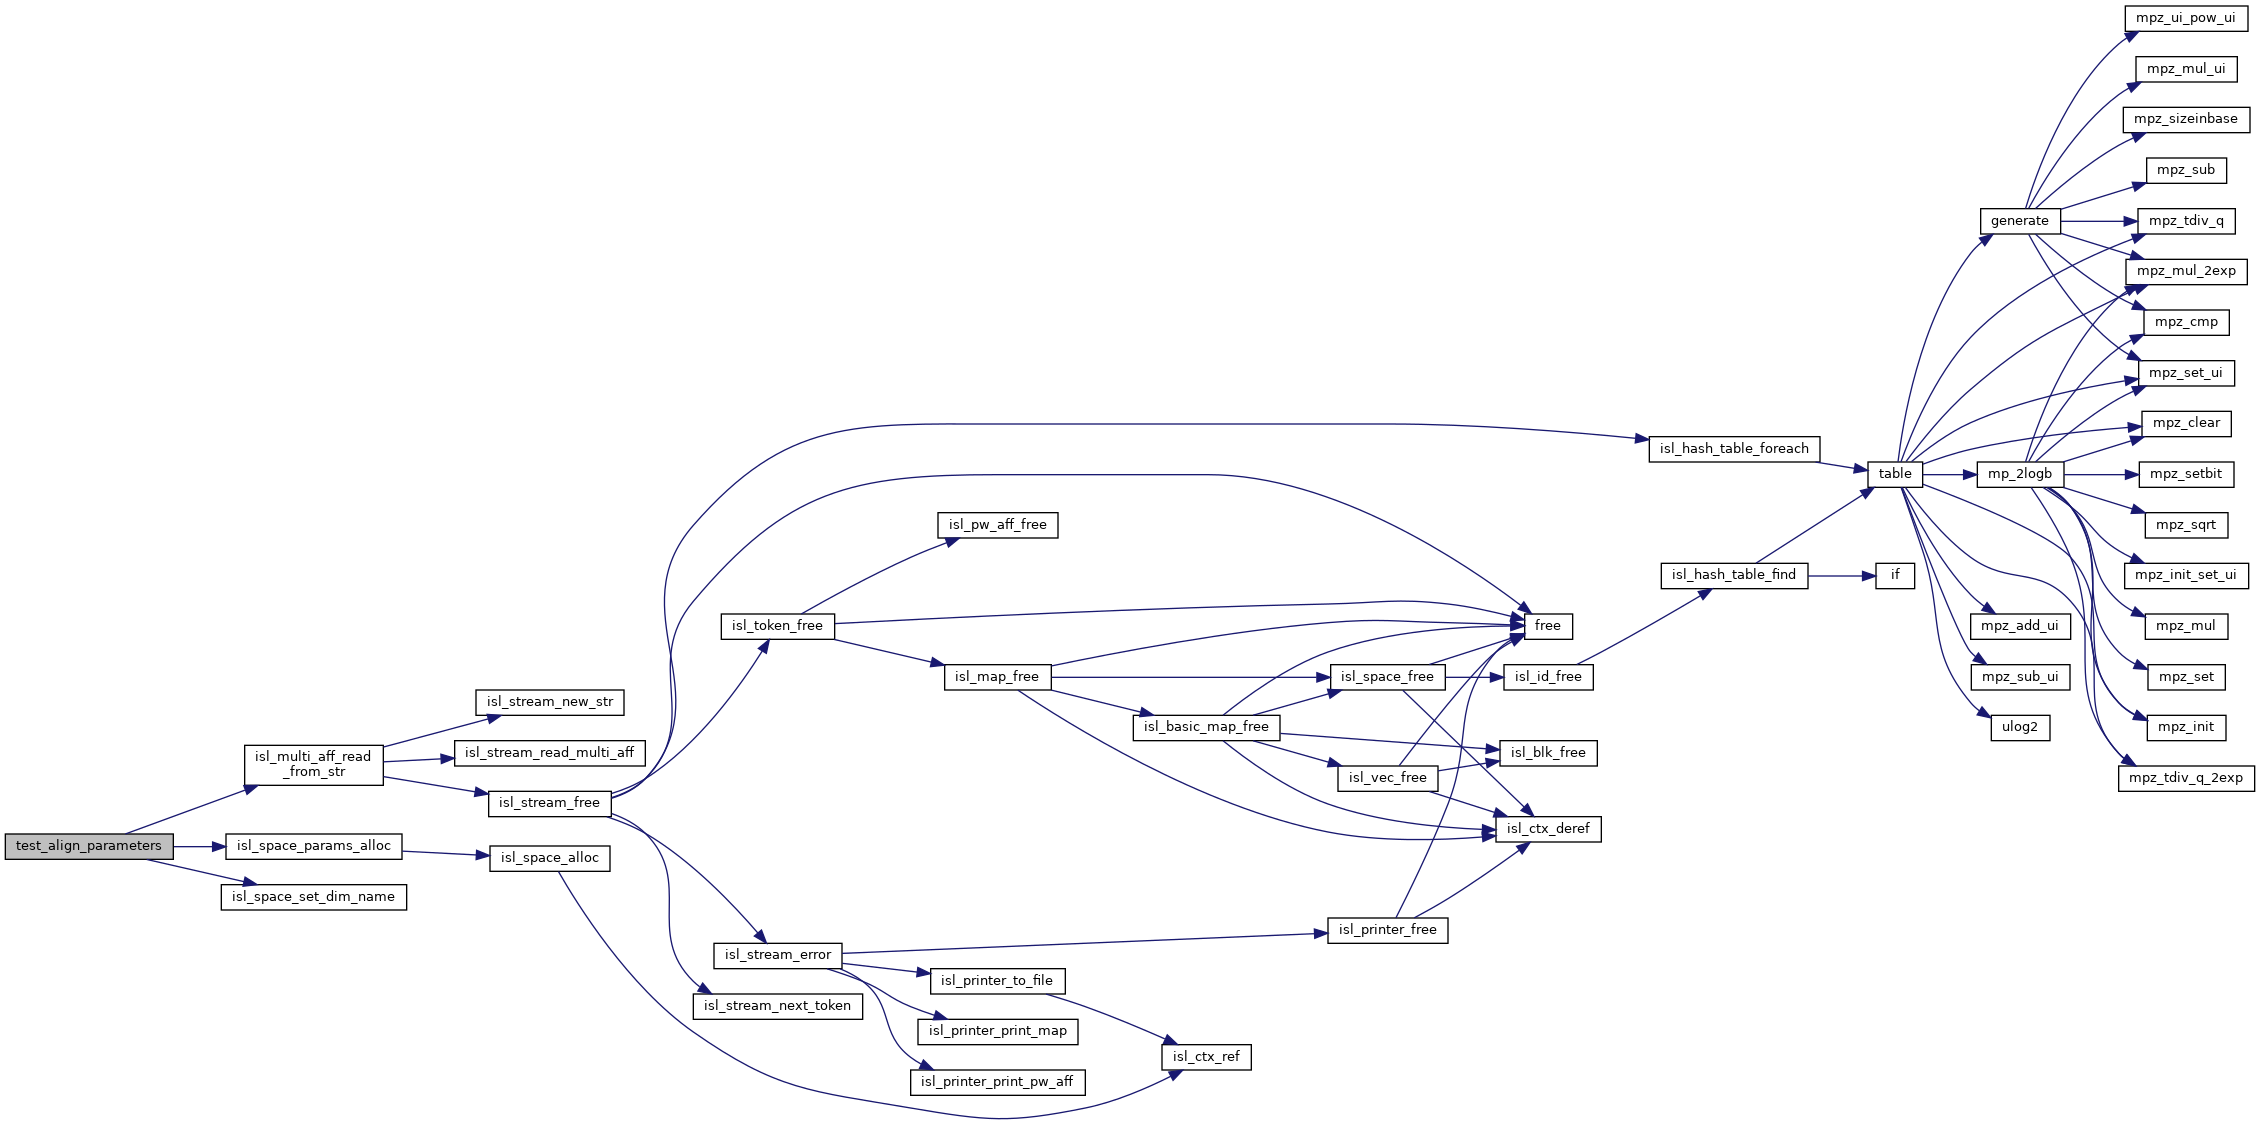 test_align_parameters
isl_multi_aff_read
_from_str
isl_space_params_alloc
isl_space_set_dim_name
isl_stream_new_str
isl_stream_read_multi_aff
isl_stream_free
isl_space_alloc
isl_token_free
isl_stream_error
isl_stream_next_token
isl_pw_aff_free
isl_map_free
isl_printer_to_file
isl_printer_print_map
isl_printer_print_pw_aff
isl_basic_map_free
isl_ctx_ref
isl_space_free
isl_vec_free
isl_printer_free
free
isl_id_free
isl_blk_free
isl_ctx_deref
isl_hash_table_foreach
isl_hash_table_find
table
if
generate
mp_2logb
mpz_add_ui
mpz_sub_ui
ulog2
mpz_ui_pow_ui
mpz_mul_ui
mpz_sizeinbase
mpz_sub
mpz_tdiv_q
mpz_mul_2exp
mpz_cmp
mpz_set_ui
mpz_clear
mpz_setbit
mpz_sqrt
mpz_init_set_ui
mpz_mul
mpz_set
mpz_init
mpz_tdiv_q_2exp